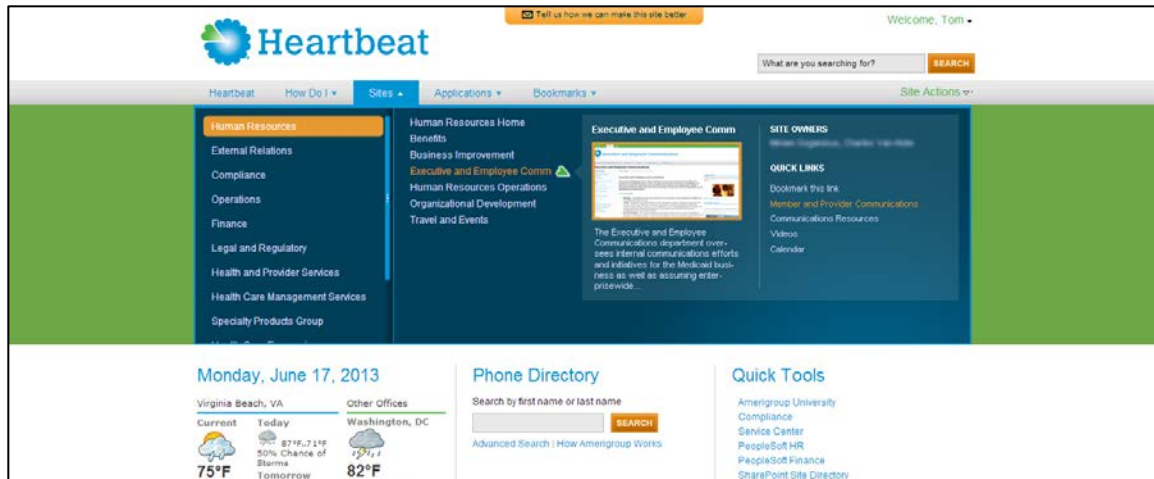 Tell us how we can make this site better
Welcome, Tom
Heartbeat
What are you searching for?
SEARCH
Heartbeat
How Do I
Sites
Applications
Bookmarks
Site Actions
Human Resources
External Relations
Compliance
Operations
Finance
Legal and Regulatory
Health and Provider Services
Health Care Management Services
Specialty Products Group
Human Resources Home
Benefits
Business Improvement
Executive and Employee Comm
Human Resources Operations
Organizational Development
Travel and Events
Executive and Employee Comm
The Executive and Employee
Communications department over-
sees internal communications efforts
and initiatives for the Medicaid busi-
ness as well as assuming enter-
prisewide...
SITE OWNERS
QUICK LINKS
Bookmark this link
Member and Provider Communications
Communications Resources
Videos
Calendar
Monday, June 17, 2013
Virginia Beach, VA
Current
75°F
Today
87°F..71°F
50% Chance of
Storms
Tomorrow
Other Offices
Washington, DC
82°F
Phone Directory
Search by first name or last name
SEARCH
Advanced Search | How Amerigroup Works
Quick Tools
Amerigroup University
Compliance
Service Center
PeopleSoft HR
PeopleSoft Finance
SharePoint Site Directory